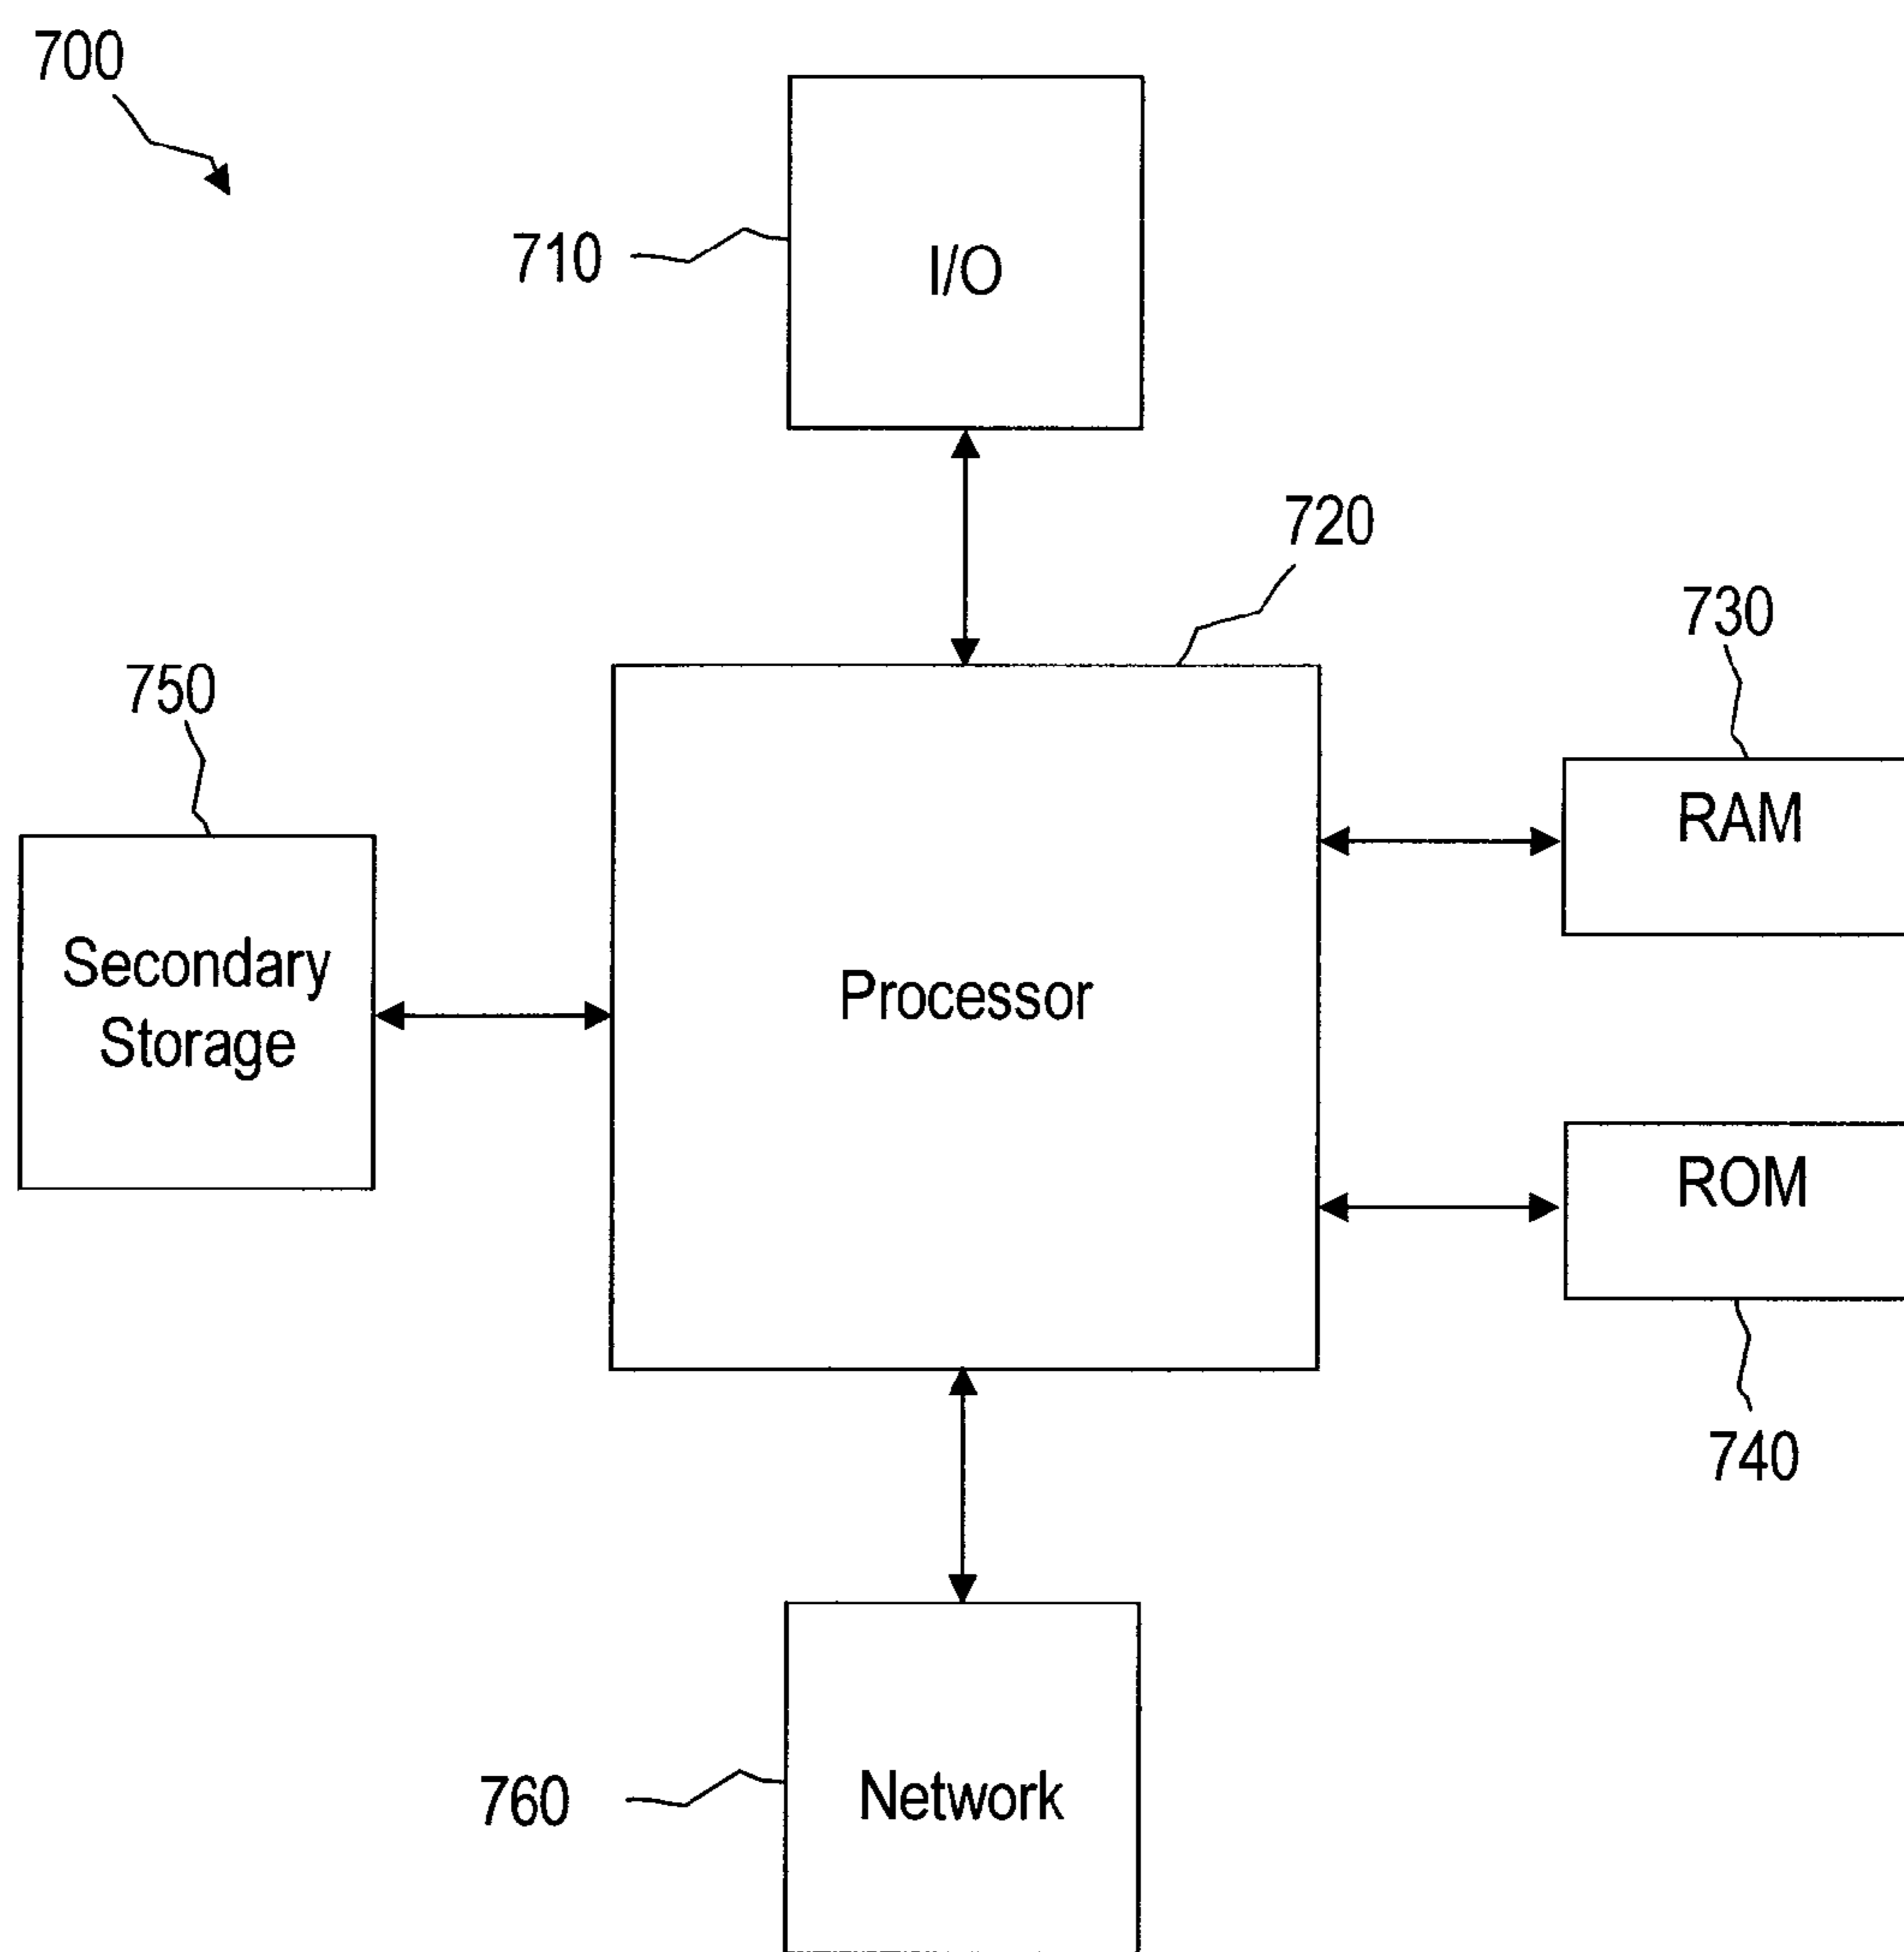 700
710
I/O
720
730
750
RAM
Secondary
Storage
Processor
ROM
740
760
Network